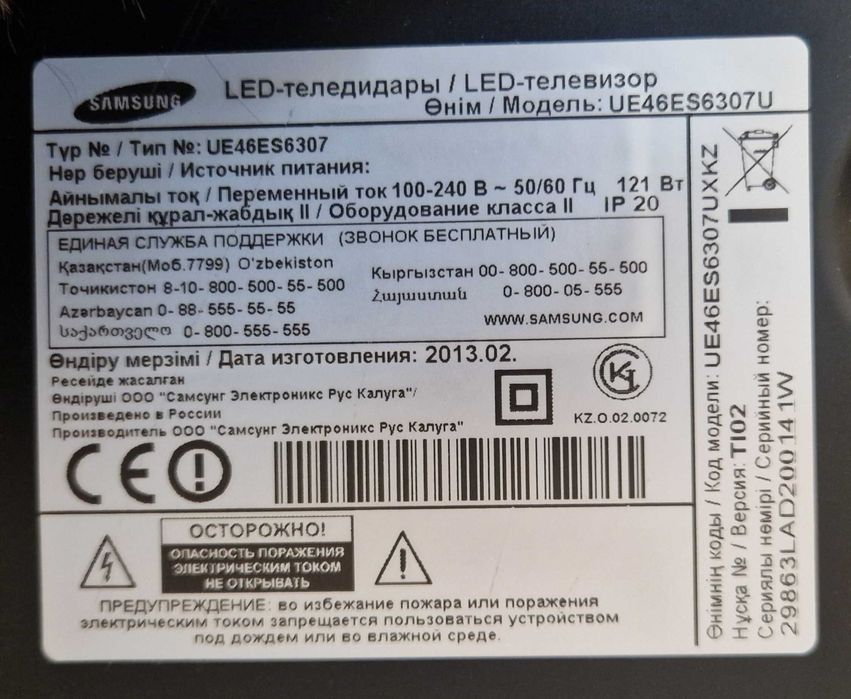 SAMSUNG
LED-теледидары / LED-телевизор
Өнім / Модель: UE46ES6307U
Түр № / Тип №: UE46ES6307
Нәр беруші / Источник питания:
Айнымалы тоқ / Переменный ток 100-240 В ~ 50/60 Гц 121 Вт
Дәрежелі құрал-жабдық II / Оборудование класса II IP 20
ЕДИНАЯ СЛУЖБА ПОДДЕРЖКИ (ЗВОНОК БЕСПЛАТНЫЙ)
Қазақстан(Моб.7799) O'zbekiston
Точикистон 8-10-800-500-55-500
Azərbaycan 0-88-555-55-55
საქართველო 0-800-555-555
Кыргызстан 00-800-500-55-500
Հայաստան 0-800-05-555
WWW.SAMSUNG.COM
Өндіру мерзімі / Дата изготовления: 2013.02.
Ресейде жасалған
Өндіруші ООО "Самсунг Электроникс Рус Калуга"/
Произведено в России
Производитель ООО "Самсунг Электроникс Рус Калуга"
KZ.O.02.0072
CE
ОСТОРОЖНО!
ОПАСНОСТЬ ПОРАЖЕНИЯ
ЭЛЕКТРИЧЕСКИМ ТОКОМ
НЕ ОТКРЫВАТЬ
ПРЕДУПРЕЖДЕНИЕ: во избежание пожара или поражения
электрическим током запрещается пользоваться устройством
под дождем или во влажной среде.
Өнімнің коды / Код модели: UE46ES6307UXKZ
Нұсқа № / Версия: TI02
Сериялы нөмірі / Серийный номер:
29863LAD200141W